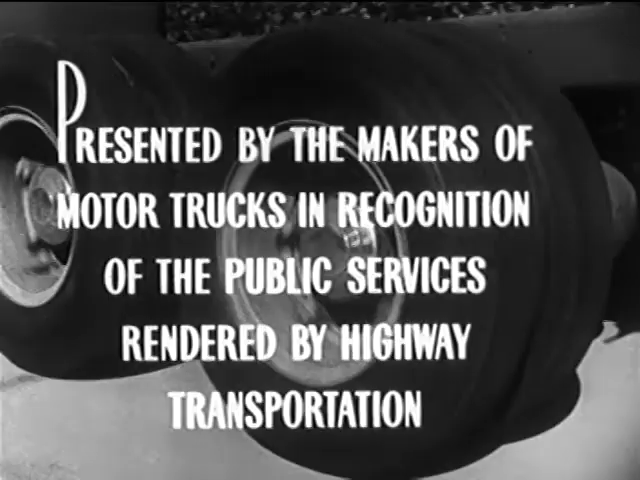 PRESENTED BY THE MAKERS OF
MOTOR TRUCKS IN RECOGNITION
OF THE PUBLIC SERVICES
RENDERED BY HIGHWAY
TRANSPORTATION